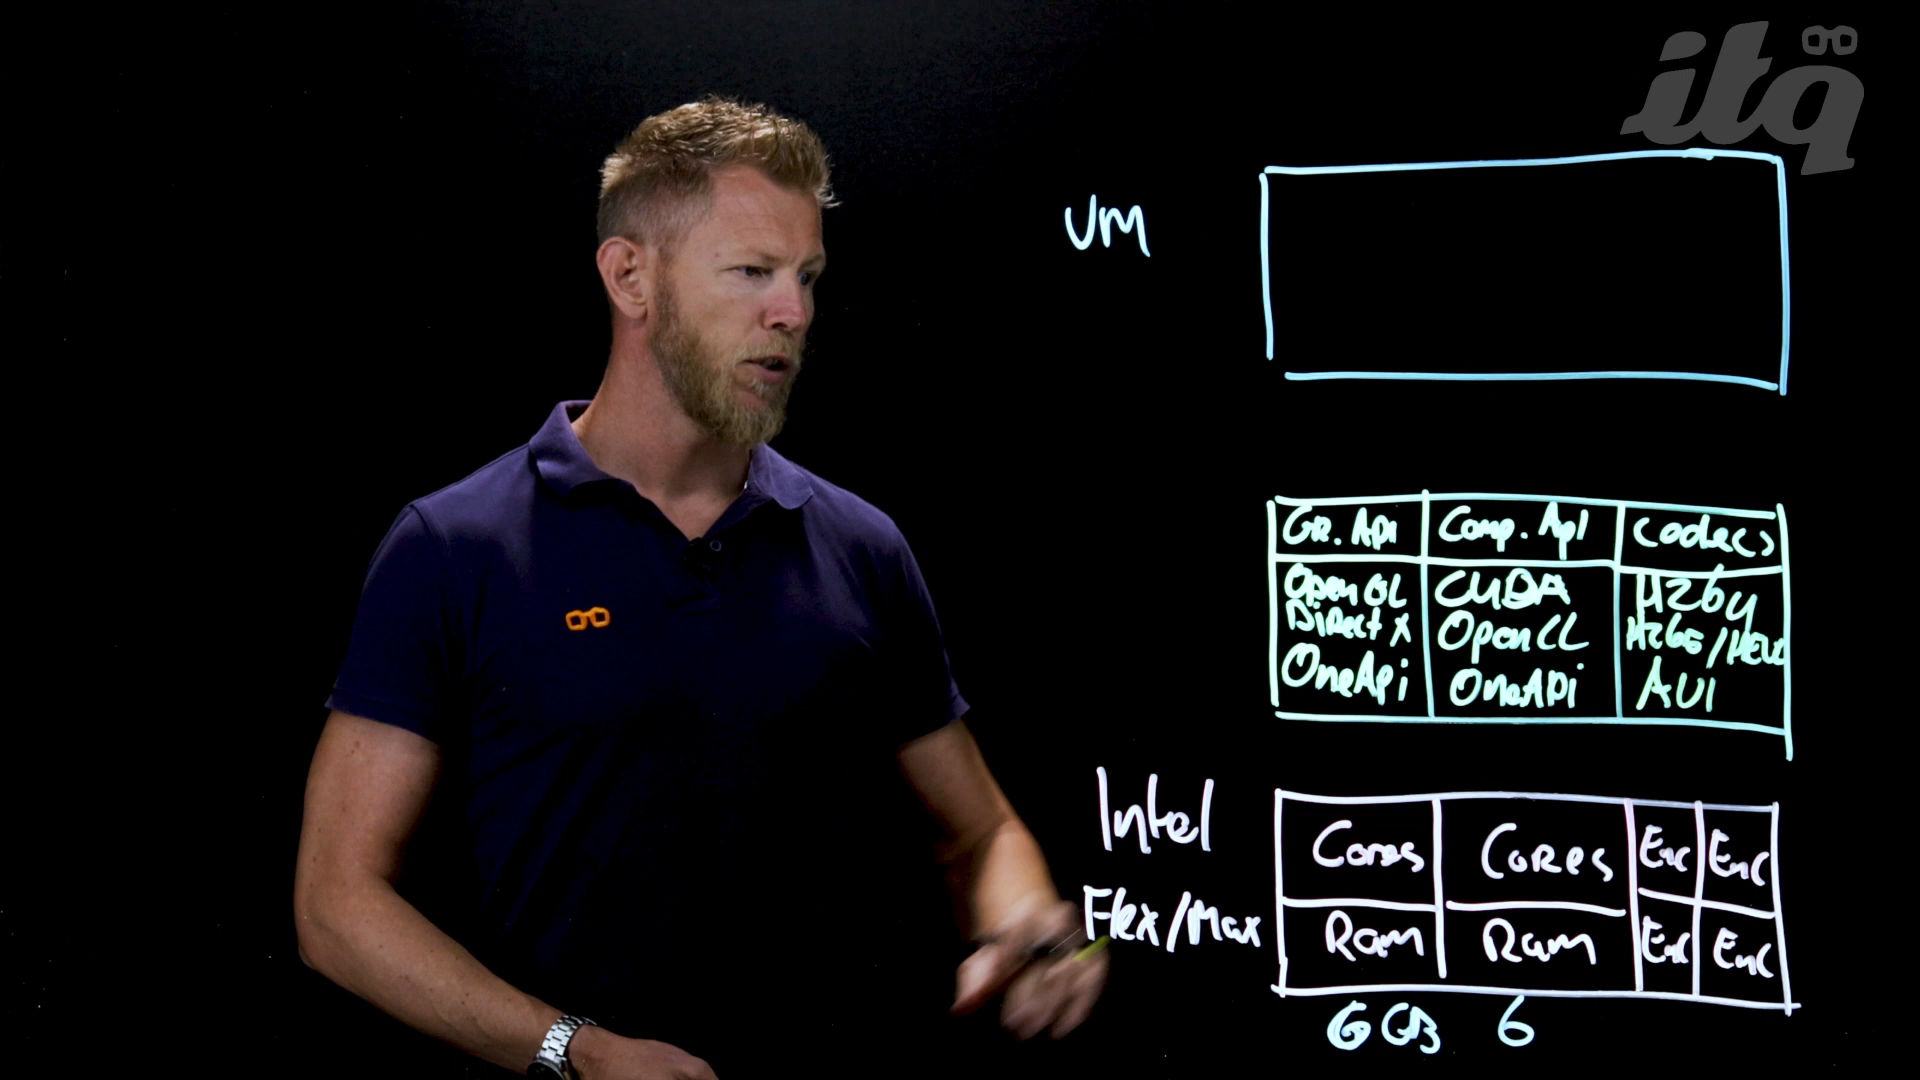 itq
VM
Gr. Api Comp. Api Codecs
OpenGL CUDA H264
Direct X OpenCL H265/HEVC
OneApi OneAPi AV1
Intel
Flex/Max
Cores Cores Enc Enc
Ram Ram Enc Enc
6 GB 6